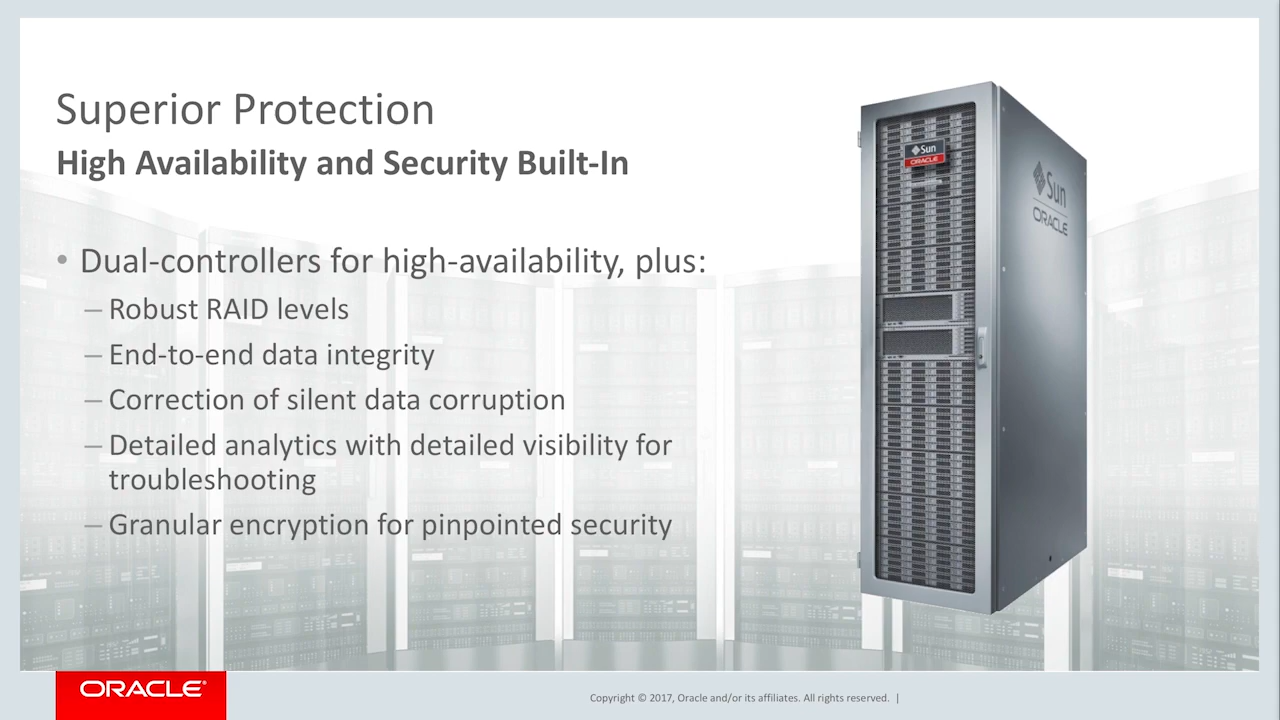 Superior Protection
High Availability and Security Built-In
• Dual-controllers for high-availability, plus:
– Robust RAID levels
– End-to-end data integrity
– Correction of silent data corruption
– Detailed analytics with detailed visibility for
troubleshooting
– Granular encryption for pinpointed security
Sun
ORACLE
Sun
ORACLE
ORACLE®
Copyright © 2017, Oracle and/or its affiliates. All rights reserved. |